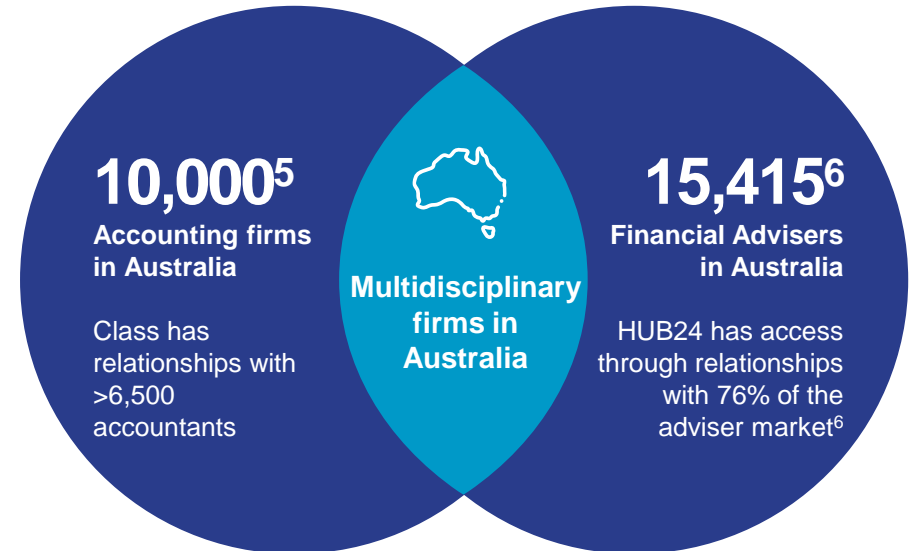 10,000⁵
Accounting firms
in Australia
Class has
relationships with
>6,500
accountants
Multidisciplinary
firms in
Australia
15,415⁶
Financial Advisers
in Australia
HUB24 has access
through relationships
with 76% of the
adviser market⁶